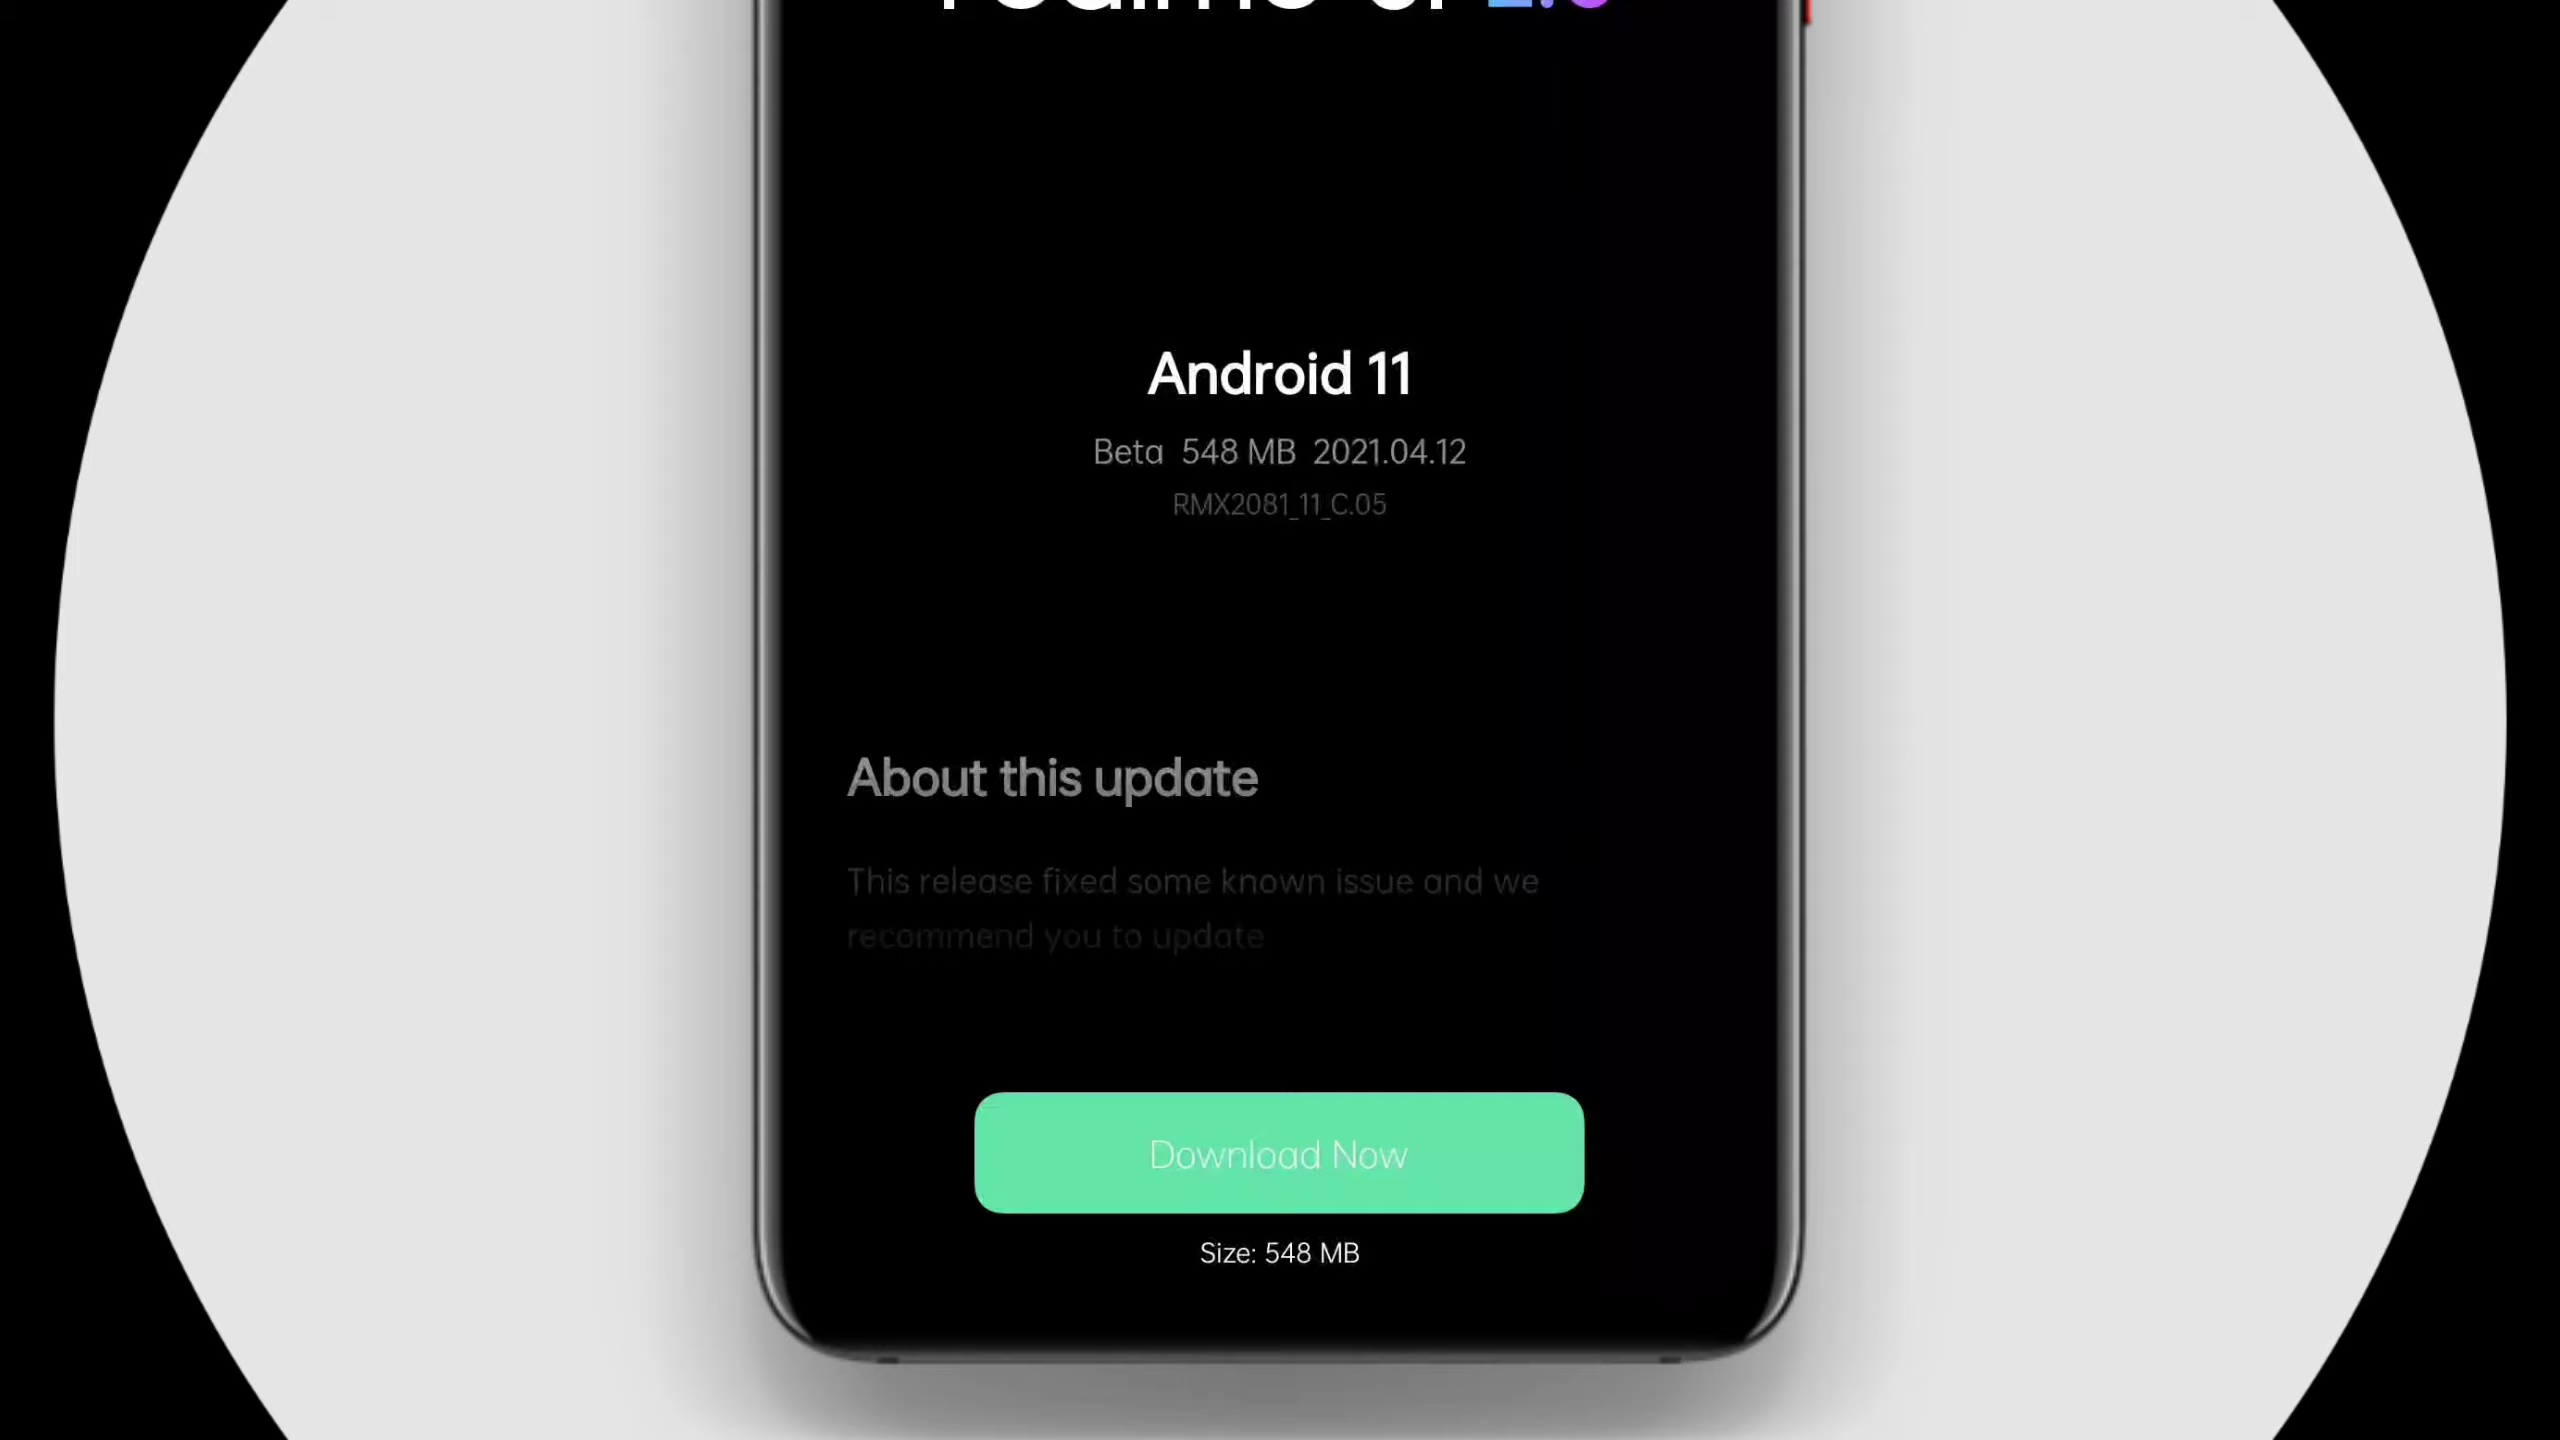 Android 11
Beta 548 MB 2021.04.12
RMX2081_11_C.05
About this update
This release fixed some known issue and we
recommend you to update
Download Now
Size: 548 MB